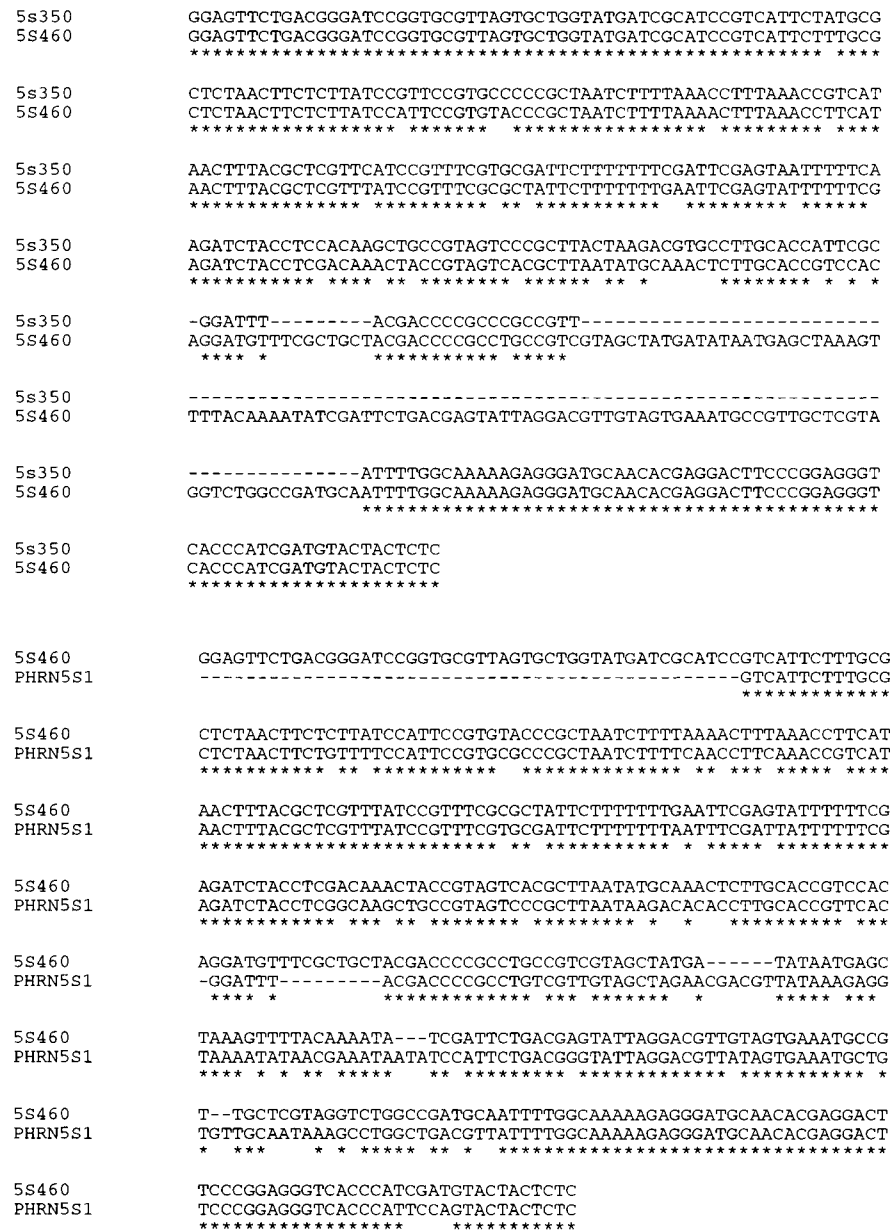 5s350 GGAGTTCTGACGGGATCCGGTGCGTTAGTGCTGGTATGATCGCATCCGTCATTCTATGCG
5S460 GGAGTTCTGACGGGATCCGGTGCGTTAGTGCTGGTATGATCGCATCCGTCATTCTTTGCG
******************************************************* ****
5s350 CTCTAACTTCTCTTATCCGTTCCGTGCCCCCGCTAATCTTTTAAACCTTTAAACCGTCAT
5S460 CTCTAACTTCTCTTATCCATTCCGTGTACCCGCTAATCTTTTAAAACTTTAAACCTTCAT
****************** ******* ***************** ********* ****
5s350 AACTTTACGCTCGTTCATCCGTTTCGTGCGATTCTTTTTTTCGATTCGAGTAATTTTTCA
5S460 AACTTTACGCTCGTTTATCCGTTTCGCGCTATTCTTTTTTTGAATTCGAGTATTTTTTCG
*************** ********** ** *********** ********* ******
5s350 AGATCTACCTCCACAAGCTGCCGTAGTCCCGCTTACTAAGACGTGCCTTGCACCATTCGC
5S460 AGATCTACCTCGACAAACTACCGTAGTCACGCTTAATATGCAAACTCTTGCACCGTCCAC
*********** **** ** ******** ****** ** * ******** * * *
5s350 -GGATTT---------ACGACCCCGCCCGCCGTT--------------------------
5S460 AGGATGTTTCGCTGCTACGACCCCGCCTGCCGTCGTAGCTATGATATAATGAGCTAAAGT
**** * *********** *****
5s350 ------------------------------------------------------------
5S460 TTTACAAAATATCGATTCTGACGAGTATTAGGACGTTGTAGTGAAATGCCGTTGCTCGTA
5s350 ---------------ATTTTGGCAAAAAGAGGGATGCAACACGAGGACTTCCCGGAGGGT
5S460 GGTCTGGCCGATGCAATTTTGGCAAAAAGAGGGATGCAACACGAGGACTTCCCGGAGGGT
*********************************************
5s350 CACCCATCGATGTACTACTCTC
5S460 CACCCATCGATGTACTACTCTC
**********************
5S460 GGAGTTCTGACGGGATCCGGTGCGTTAGTGCTGGTATGATCGCATCCGTCATTCTTTGCG
PHRN5S1 -----------------------------------------------GTCATTCTTTGCG
*************
5S460 CTCTAACTTCTCTTATCCATTCCGTGTACCCGCTAATCTTTTAAAACTTTAAACCTTCAT
PHRN5S1 CTCTAACTTCTGTTTTCCATTCCGTGCGCCCGCTAATCTTTTCAACCTTCAAACCGTCAT
*********** ** *********** ************** ** *** ***** ****
5S460 AACTTTACGCTCGTTTATCCGTTTCGCGCTATTCTTTTTTTGAATTCGAGTATTTTTTCG
PHRN5S1 AACTTTACGCTCGTTTATCCGTTTCGTGCGATTCTTTTTTTAATTTCGATTATTTTTTCG
************************** ** *********** * ***** **********
5S460 AGATCTACCTCGACAAACTACCGTAGTCACGCTTAATATGCAAACTCTTGCACCGTCCAC
PHRN5S1 AGATCTACCTCGGCAAGCTGCCGTAGTCCCGCTTAATAAGACACACCTTGCACCGTTCAC
************ *** ** ******** ********* * * ********** ***
5S460 AGGATGTTTCGCTGCTACGACCCCGCCTGCCGTCGTAGCTATGA------TATAATGAGC
PHRN5S1 -GGATTT---------ACGACCCCGCCTGTCGTTGTAGCTAGAACGACGTTATAAAGAGG
**** * ************* *** ******* * ***** ***
5S460 TAAAGTTTTACAAAATA---TCGATTCTGACGAGTATTAGGACGTTGTAGTGAAATGCCG
PHRN5S1 TAAAATATAACGAAATAATATCCATTCTGACGGGTATTAGGACGTTATAGTGAAATGCTG
**** * * ** ***** ** ********* ************* *********** *
5S460 T--TGCTCGTAGGTCTGGCCGATGCAATTTTGGCAAAAAGAGGGATGCAACACGAGGACT
PHRN5S1 TGTTGCAATAAAGCCTGGCTGACGTTATTTTGGCAAAAAGAGGGATGCAACACGAGGACT
* *** * * ***** ** * **********************************
5S460 TCCCGGAGGGTCACCCATCGATGTACTACTCTC
PHRN5S1 TCCCGGAGGGTCACCCATTCCAGTACTACTCTC
****************** ***********